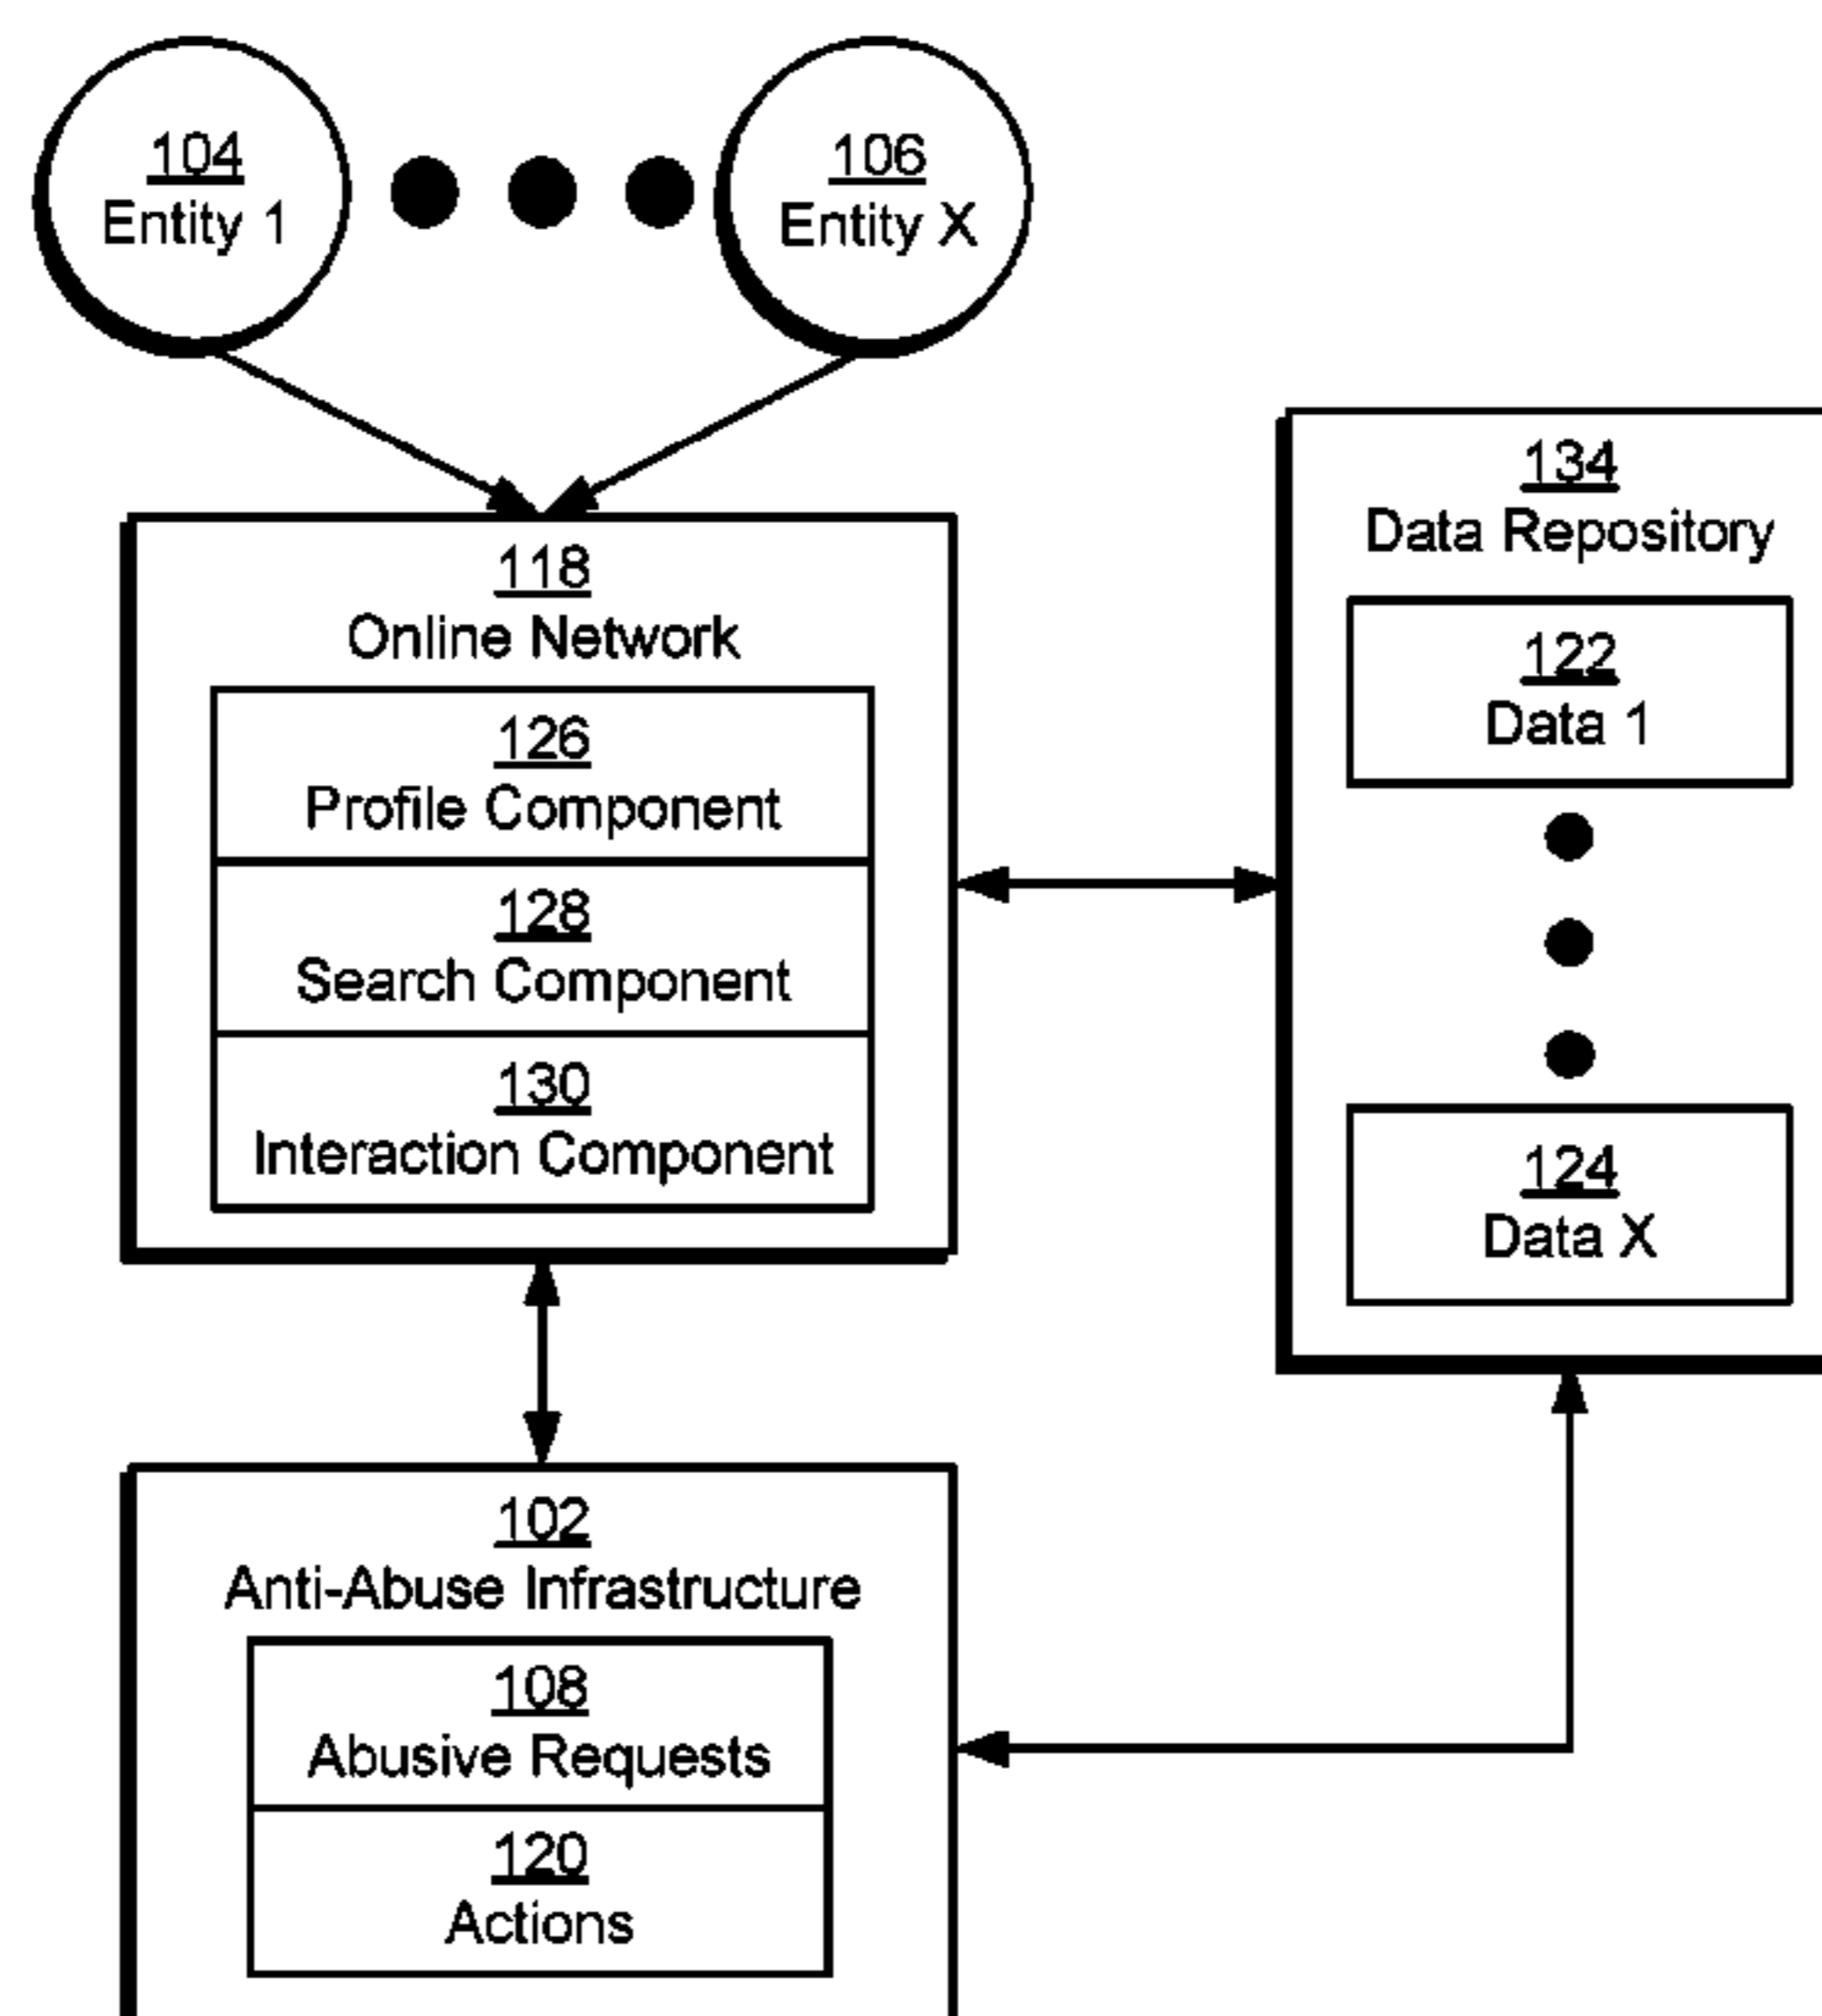 104
Entity 1
106
Entity X
118
Online Network
126
Profile Component
128
Search Component
130
Interaction Component
134
Data Repository
122
Data 1
124
Data X
102
Anti-Abuse Infrastructure
108
Abusive Requests
120
Actions